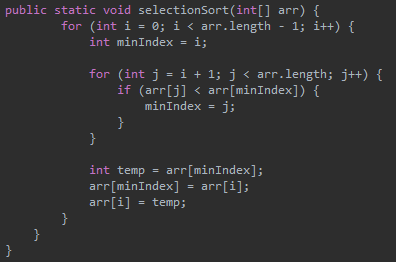 public static void selectionSort(int[] arr) {
        for (int i = 0; i < arr.length - 1; i++) {
            int minIndex = i;

            for (int j = i + 1; j < arr.length; j++) {
                if (arr[j] < arr[minIndex]) {
                    minIndex = j;
                }
            }

            int temp = arr[minIndex];
            arr[minIndex] = arr[i];
            arr[i] = temp;
        }
    }
}